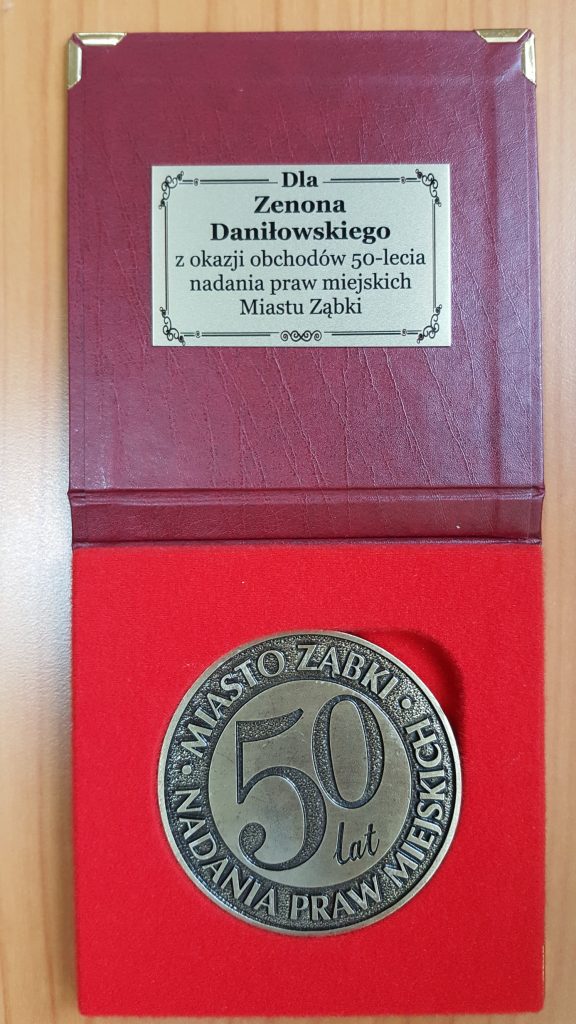 Dla
Zenona
Daniłowskiego
z okazji obchodów 50-lecia
nadania praw miejskich
Miastu Ząbki
• MIASTO ZĄBKI •
50
lat
NADANIA PRAW MIEJSKICH